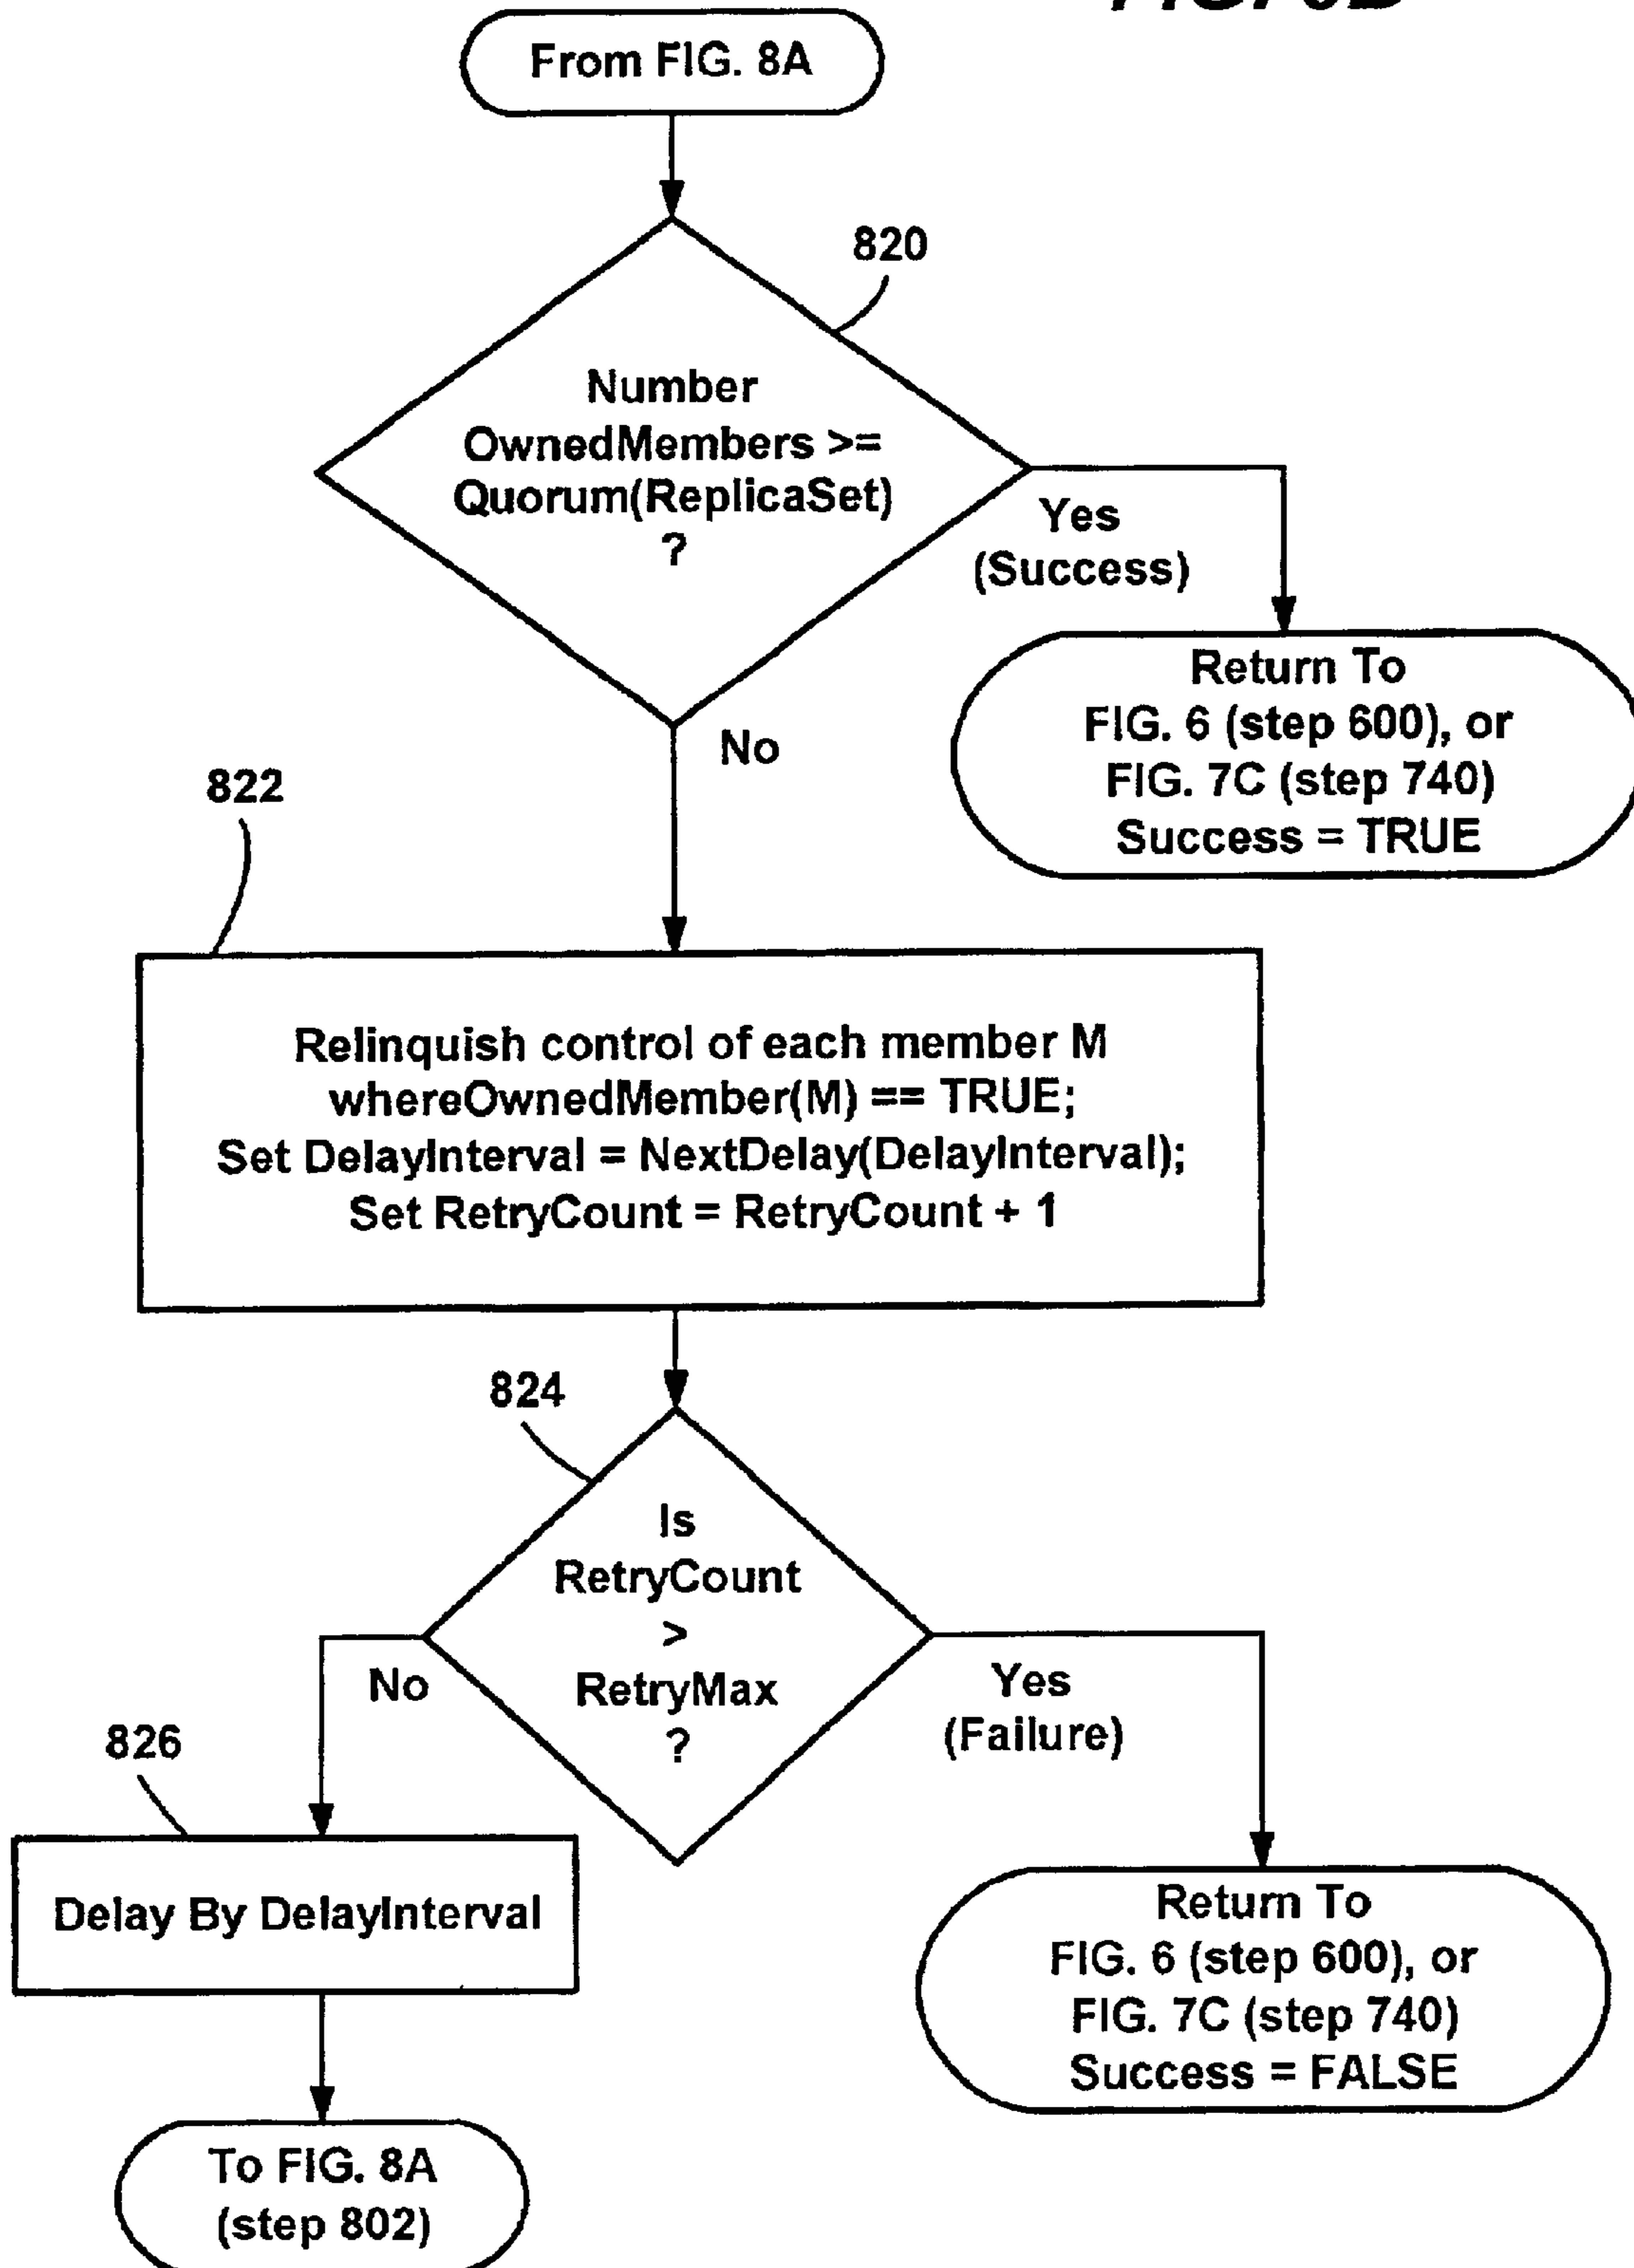 From FIG. 8A
820
Number
OwnedMembers >=
Quorum(ReplicaSet)
?
Yes
(Success)
Return To
FIG. 6 (step 600), or
FIG. 7C (step 740)
Success = TRUE
No
822
Relinquish control of each member M
whereOwnedMember(M) == TRUE;
Set DelayInterval = NextDelay(DelayInterval);
Set RetryCount = RetryCount + 1
824
Is
RetryCount
>
RetryMax
?
No
Yes
(Failure)
826
Delay By DelayInterval
Return To
FIG. 6 (step 600), or
FIG. 7C (step 740)
Success = FALSE
To FIG. 8A
(step 802)